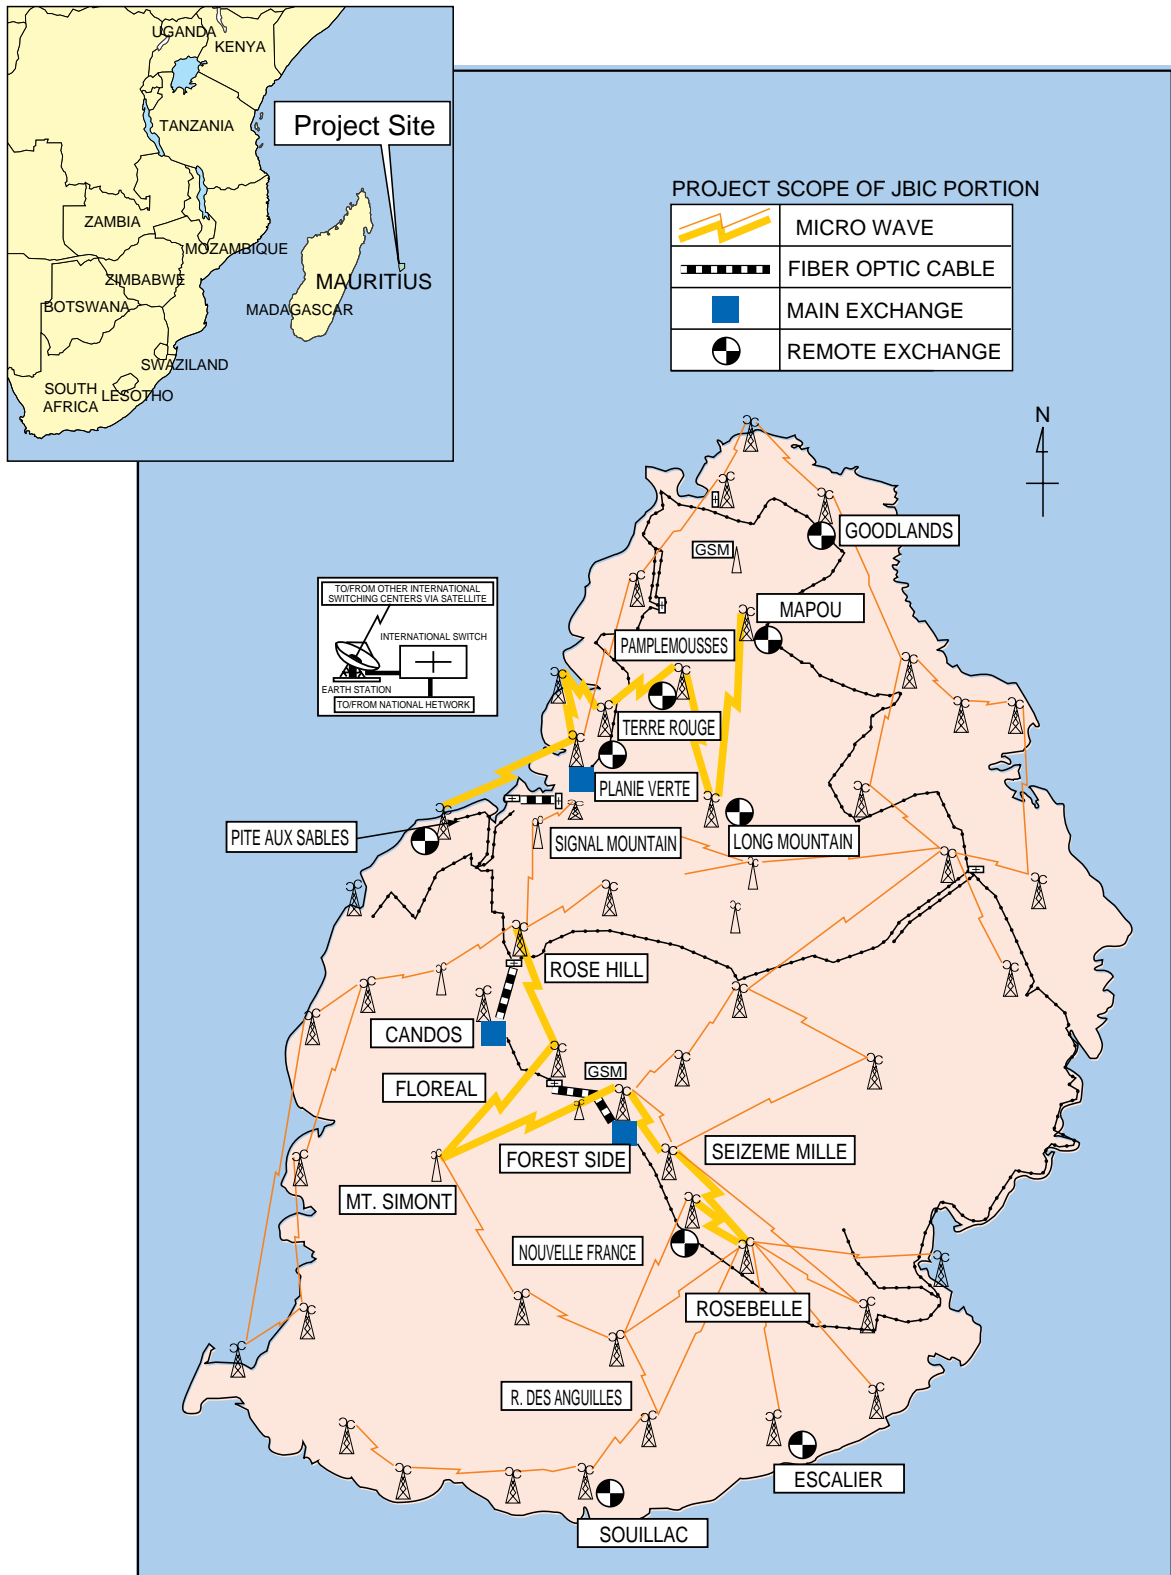 UGANDA
KENYA
TANZANIA
Project Site
ZAMBIA
MOZAMBIQUE
ZIMBABWE
MAURITIUS
BOTSWANA
MADAGASCAR
SWAZILAND
SOUTH
AFRICA
LESOTHO
PROJECT SCOPE OF JBIC PORTION
MICRO WAVE
FIBER OPTIC CABLE
MAIN EXCHANGE
REMOTE EXCHANGE
N
GOODLANDS
GSM
TO/FROM OTHER INTERNATIONAL
SWITCHING CENTERS VIA SATELLITE
INTERNATIONAL SWITCH
EARTH STATION
TO/FROM NATIONAL HETWORK
MAPOU
PAMPLEMOUSSES
TERRE ROUGE
PLANIE VERTE
PITE AUX SABLES
SIGNAL MOUNTAIN
LONG MOUNTAIN
ROSE HILL
CANDOS
FLOREAL
GSM
FOREST SIDE
SEIZEME MILLE
MT. SIMONT
NOUVELLE FRANCE
ROSEBELLE
R. DES ANGUILLES
ESCALIER
SOUILLAC